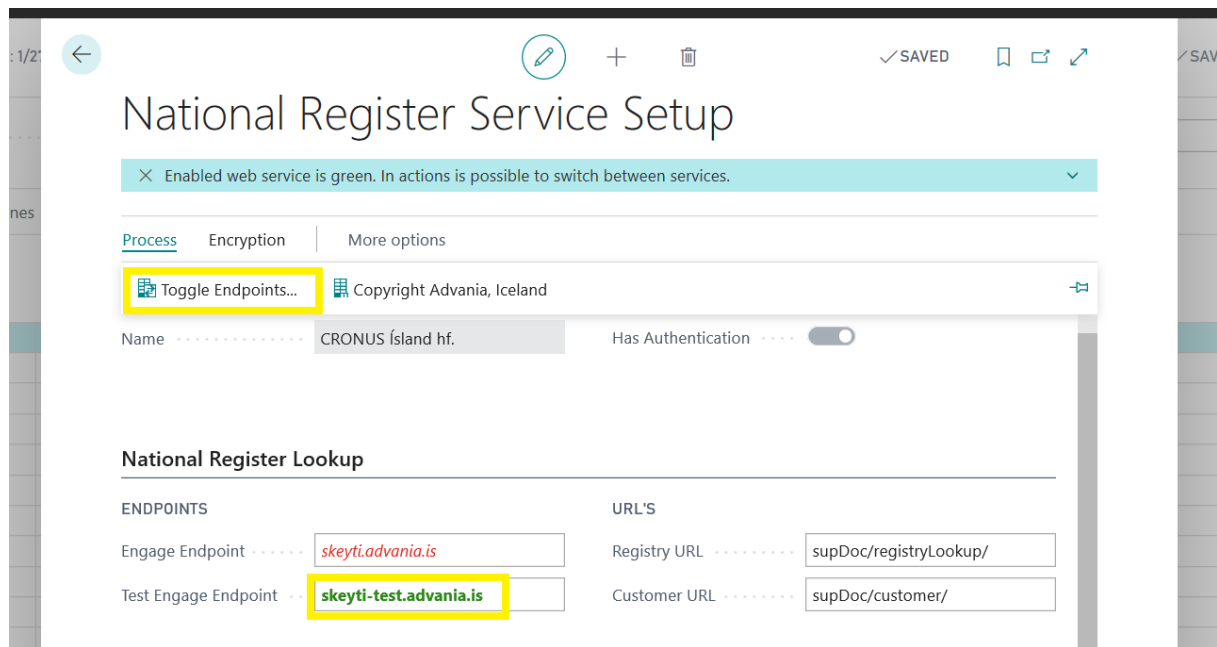 : 1/27
SAVED
SAV
National Register Service Setup
Enabled web service is green. In actions is possible to switch between services.
nes
Process Encryption More options
Toggle Endpoints... Copyright Advania, Iceland
Name CRONUS Ísland hf. Has Authentication
National Register Lookup
ENDPOINTS URL'S
Engage Endpoint skeyti.advania.is Registry URL supDoc/registryLookup/
Test Engage Endpoint skeyti-test.advania.is Customer URL supDoc/customer/